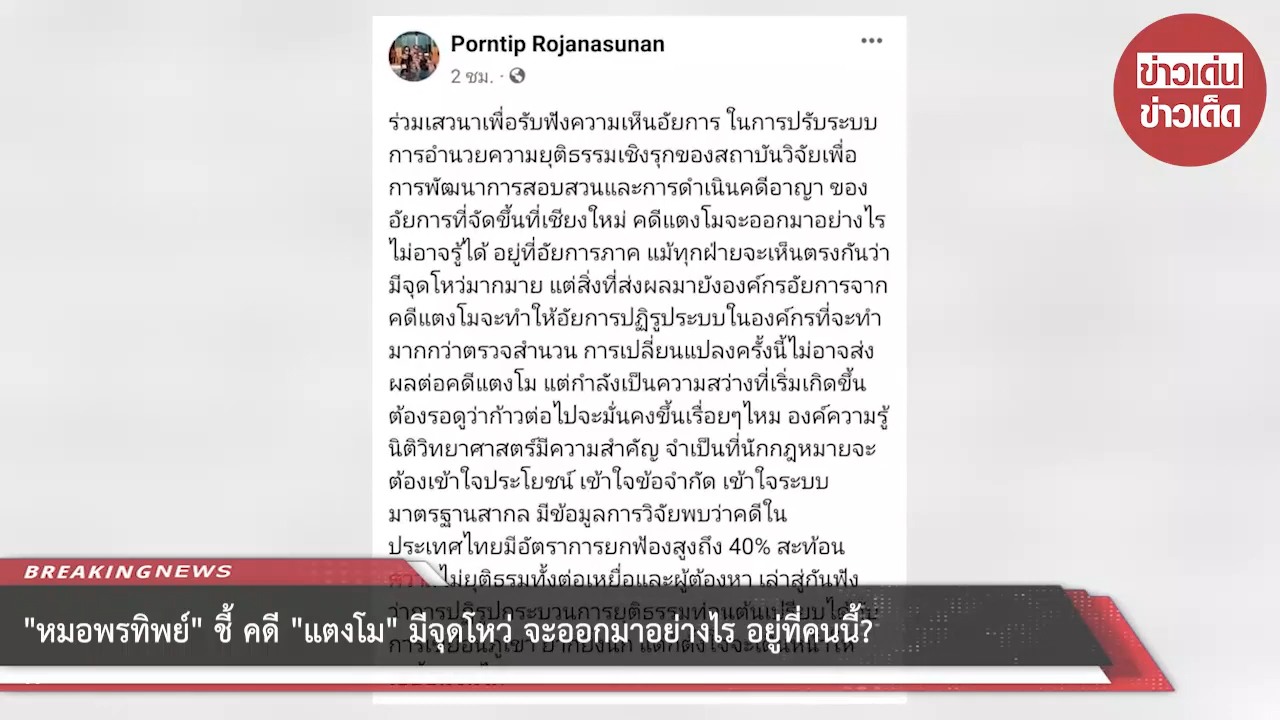 Porntip Rojanasunan
2 ชม.
ข่าวเด่น
ข่าวเด็ด
ร่วมเสวนาเพื่อรับฟังความเห็นอัยการ ในการปรับระบบ
การอำนวยความยุติธรรมเชิงรุกของสถาบันวิจัยเพื่อ
การพัฒนาการสอบสวนและการดำเนินคดีอาญา ของ
อัยการที่จัดขึ้นที่เชียงใหม่ คดีแตงโมจะออกมาอย่างไร
ไม่อาจรู้ได้ อยู่ที่อัยการภาค แม้ทุกฝ่ายจะเห็นตรงกันว่า
มีจุดโหว่มากมาย แต่สิ่งที่ส่งผลมายังองค์กรอัยการจาก
คดีแตงโมจะทำให้อัยการปฏิรูประบบในองค์กรที่จะทำ
มากกว่าตรวจสำนวน การเปลี่ยนแปลงครั้งนี้ไม่อาจส่ง
ผลต่อคดีแตงโม แต่กำลังเป็นความสว่างที่เริ่มเกิดขึ้น
ต้องรอดูว่าก้าวต่อไปจะมั่นคงขึ้นเรื่อยๆไหม องค์ความรู้
นิติวิทยาศาสตร์มีความสำคัญ จำเป็นที่นักกฎหมายจะ
ต้องเข้าใจประโยชน์ เข้าใจข้อจำกัด เข้าใจระบบ
มาตรฐานสากล มีข้อมูลการวิจัยพบว่าคดีใน
ประเทศไทยมีอัตราการยกฟ้องสูงถึง 40% สะท้อน
ไม่ยุติธรรมทั้งต่อเหยื่อและผู้ต้องหา เล่าสู่กันฟัง
BREAKINGNEWS
"หมอพรทิพย์" ชี้ คดี "แตงโม" มีจุดโหว่ จะออกมาอย่างไร อยู่ที่คนนี้?